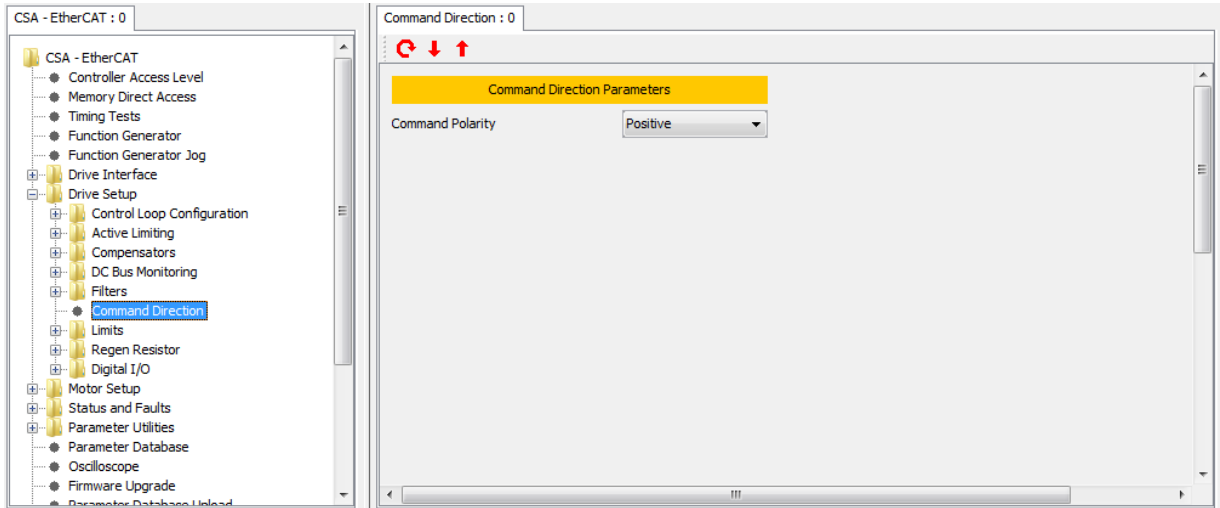 CSA - EtherCAT : 0
CSA - EtherCAT
Controller Access Level
Memory Direct Access
Timing Tests
Function Generator
Function Generator Jog
Drive Interface
Drive Setup
Control Loop Configuration
Active Limiting
Compensators
DC Bus Monitoring
Filters
Command Direction
Limits
Regen Resistor
Digital I/O
Motor Setup
Status and Faults
Parameter Utilities
Parameter Database
Oscilloscope
Firmware Upgrade
Parameter Database Upload
Command Direction : 0
Command Direction Parameters
Command Polarity Positive